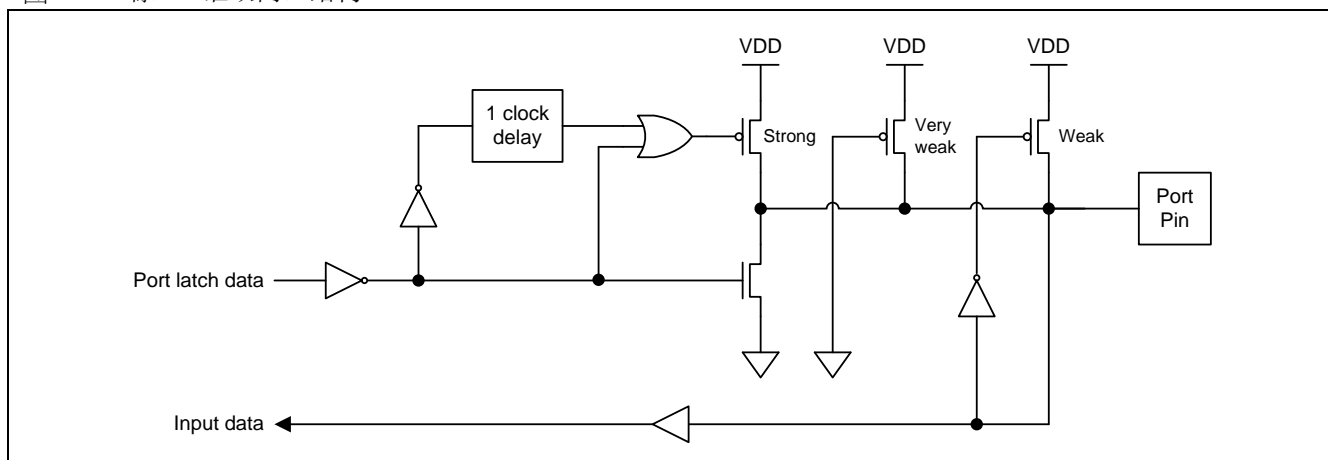 VDD
VDD
VDD
1 clock
delay
Strong
Very
weak
Weak
Port
Pin
Port latch data
Input data